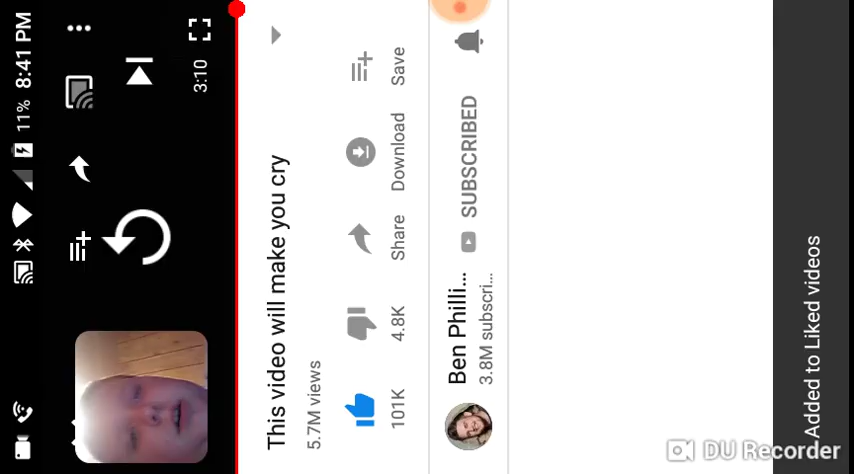 11% 8:41 PM
3:10
This video will make you cry
5.7M views
101K
4.8K
Share
Download
Save
Ben Philli...
3.8M subscri...
SUBSCRIBED
Added to Liked videos
DU Recorder